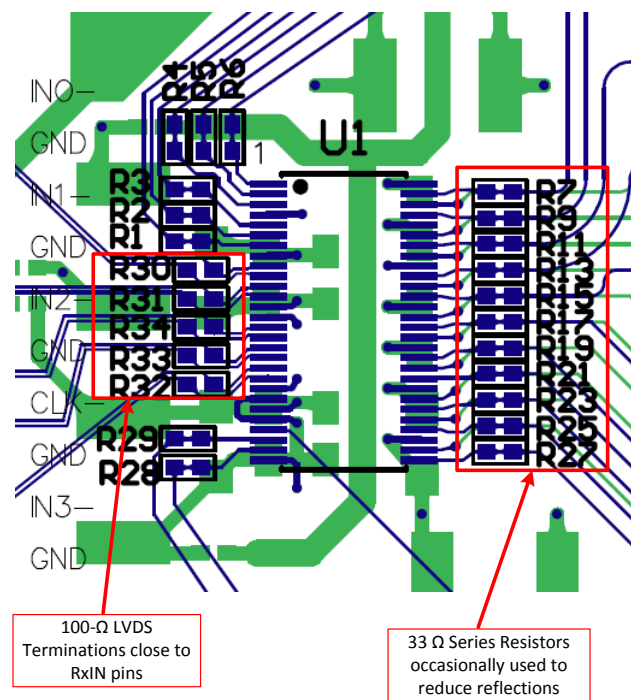 R4
R5
R6
INO-
GND
U1
1
IN1-
R3
R2
R1
GND
R30
IN2-
R31
R34
GND
R33
R32
CLK-
R29
GND
R28
IN3-
GND
R7
R9
R11
R13
R15
R17
R19
R21
R23
R25
R27
100-Ω LVDS
Terminations close to
RxIN pins
33 Ω Series Resistors
occasionally used to
reduce reflections